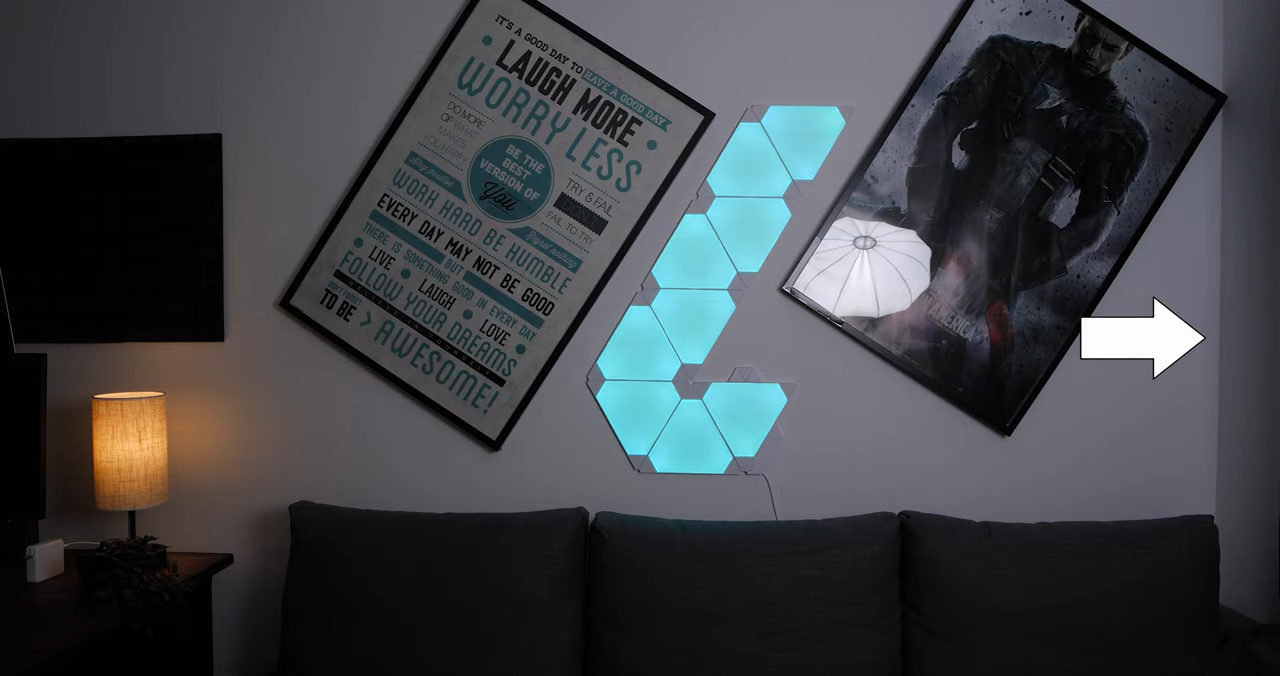 IT'S A GOOD DAY TO HAVE A GOOD DAY
LAUGH MORE
WORRY LESS
DO MORE
OF WHAT
MAKES
YOU HAPPY
BE THE
BEST
VERSION OF
You
TRY & FAIL
FAIL TO TRY
WORK HARD BE HUMBLE
EVERY DAY MAY NOT BE GOOD
BUT
THERE IS SOMETHING GOOD IN EVERY DAY
LIVE
LAUGH
LOVE
FOLLOW YOUR DREAMS
TO BE > AWESOME!
AMERICA